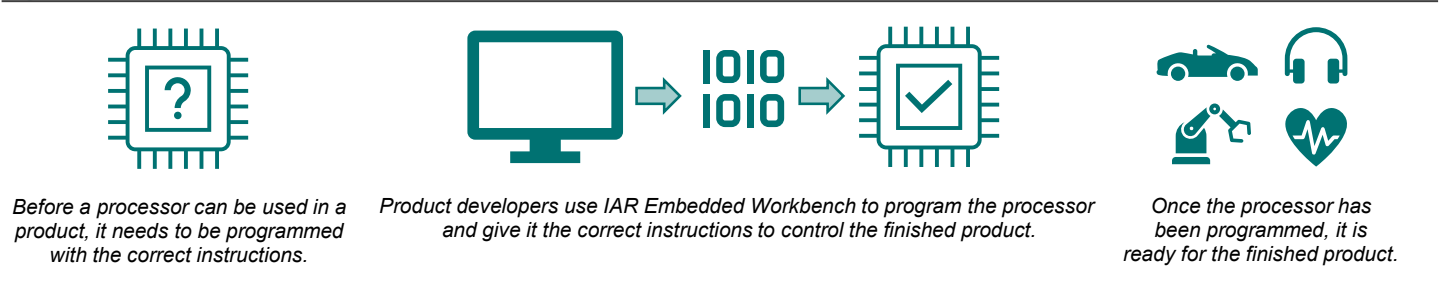 ?
1010
1010
Before a processor can be used in a
product, it needs to be programmed
with the correct instructions.
Product developers use IAR Embedded Workbench to program the processor
and give it the correct instructions to control the finished product.
Once the processor has
been programmed, it is
ready for the finished product.